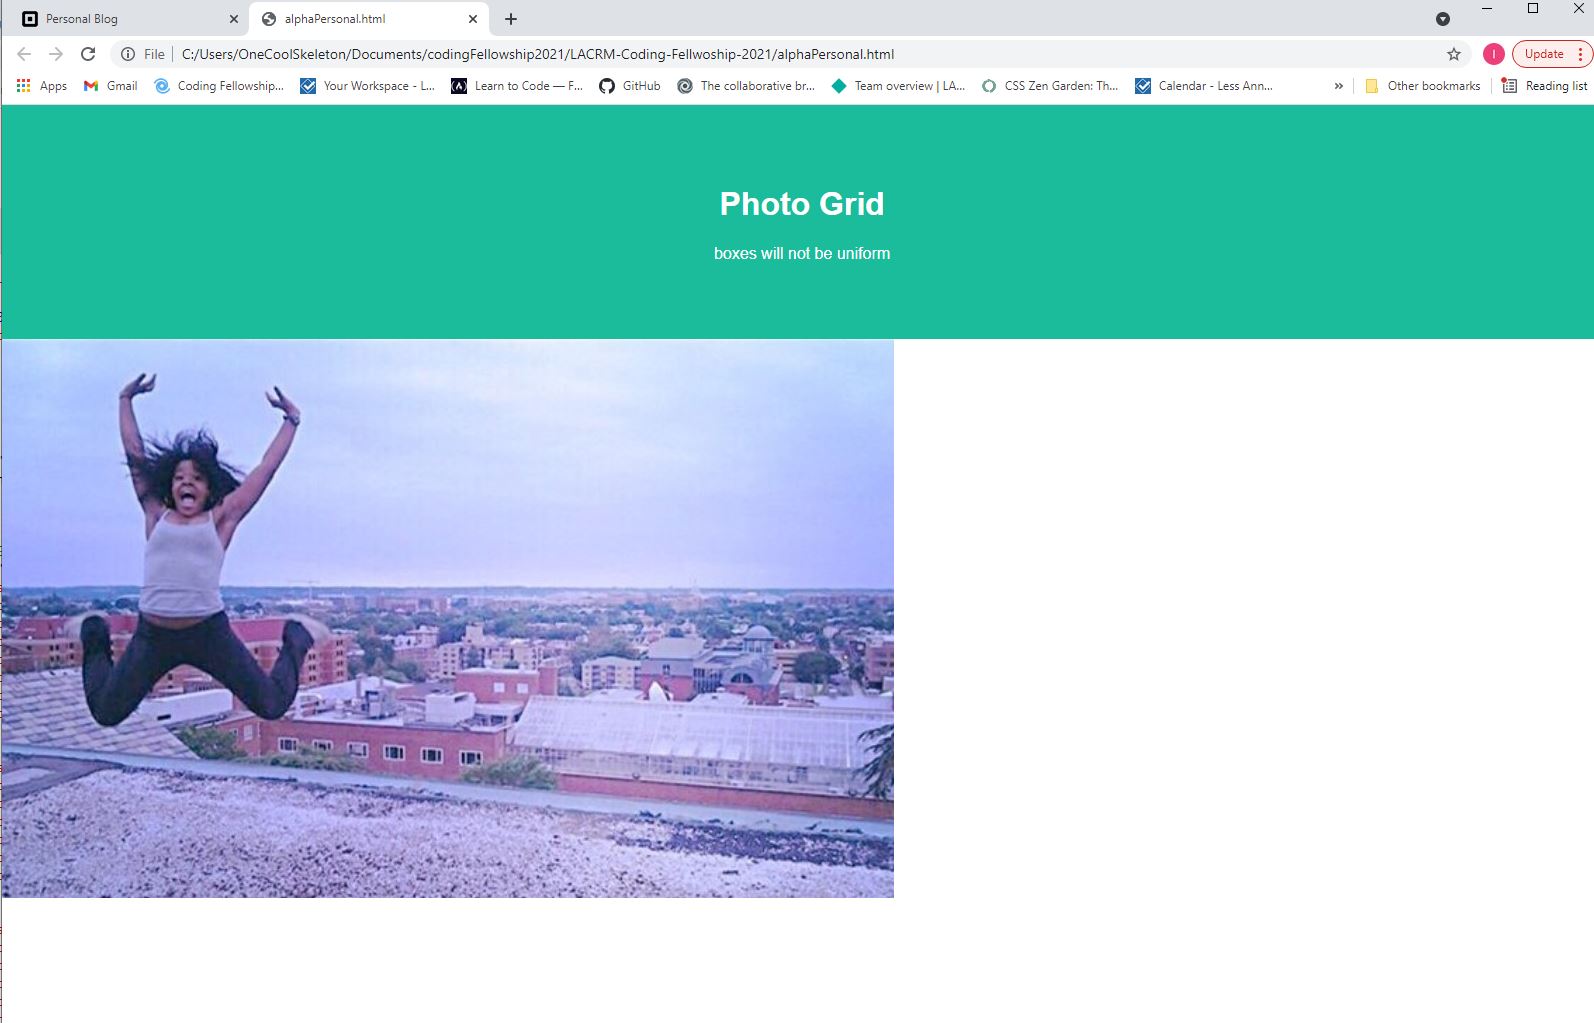 Personal Blog
alphaPersonal.html
File C:/Users/OneCoolSkeleton/Documents/codingFellowship2021/LACRM-Coding-Fellwoship-2021/alphaPersonal.html
I
Update
Apps Gmail Coding Fellowship... Your Workspace - L... Learn to Code — F... GitHub The collaborative br... Team overview | LA... CSS Zen Garden: Th... Calendar - Less Ann... » Other bookmarks Reading list
Photo Grid
boxes will not be uniform